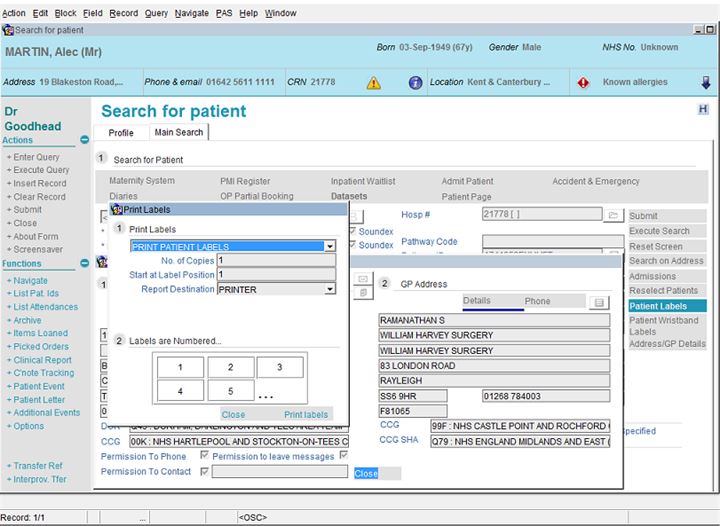 Action Edit Block Field Record Query Navigate PAS Help Window
Search for patient
MARTIN, Alec (Mr)
Born 03-Sep-1949 (67y) Gender Male NHS No. Unknown
Address 19 Blakeston Road,... Phone & email 01642 5611 1111 CRN 21778 Location Kent & Canterbury ... Known allergies
Dr
Goodhead
Actions
+ Enter Query
+ Execute Query
+ Insert Record
+ Clear Record
+ Submit
+ Close
+ About Form
+ Screensaver
Functions
+ Navigate
+ List Pat. Ids
+ List Attendances
+ Archive
+ Items Loaned
+ Picked Orders
+ Clinical Report
+ C'note Tracking
+ Patient Event
+ Patient Letter
+ Additional Events
+ Options
+ Transfer Ref
+ Interprov. Tfer
Search for patient
H
Profile Main Search
1 Search for Patient
Maternity System PMI Register Inpatient Waitlist Admit Patient Accident & Emergency
Diaries OP Partial Booking Datasets Patient Page
Hosp # 21778 [ ]
Soundex
Soundex Pathway Code
Submit
Execute Search
Reset Screen
Search on Address
Admissions
Reselect Patients
Patient Labels
Patient Wristband
Labels
Address/GP Details
Print Labels
1 Print Labels
PRINT PATIENT LABELS
No. of Copies 1
Start at Label Position 1
Report Destination PRINTER
2 Labels are Numbered...
1 2 3
4 5 ...
Close Print labels
2 GP Address
Details Phone
RAMANATHAN S
WILLIAM HARVEY SURGERY
WILLIAM HARVEY SURGERY
83 LONDON ROAD
RAYLEIGH
SS6 9HR 01268 784003
F81065
CCG 99F : NHS CASTLE POINT AND ROCHFORD
CCG SHA Q79 : NHS ENGLAND MIDLANDS AND EAST (
CCG 00K : NHS HARTLEPOOL AND STOCKTON-ON-TEES C
Permission To Phone Permission to leave messages
Permission To Contact
Close
Specified
Record: 1/1 ... <OSC>